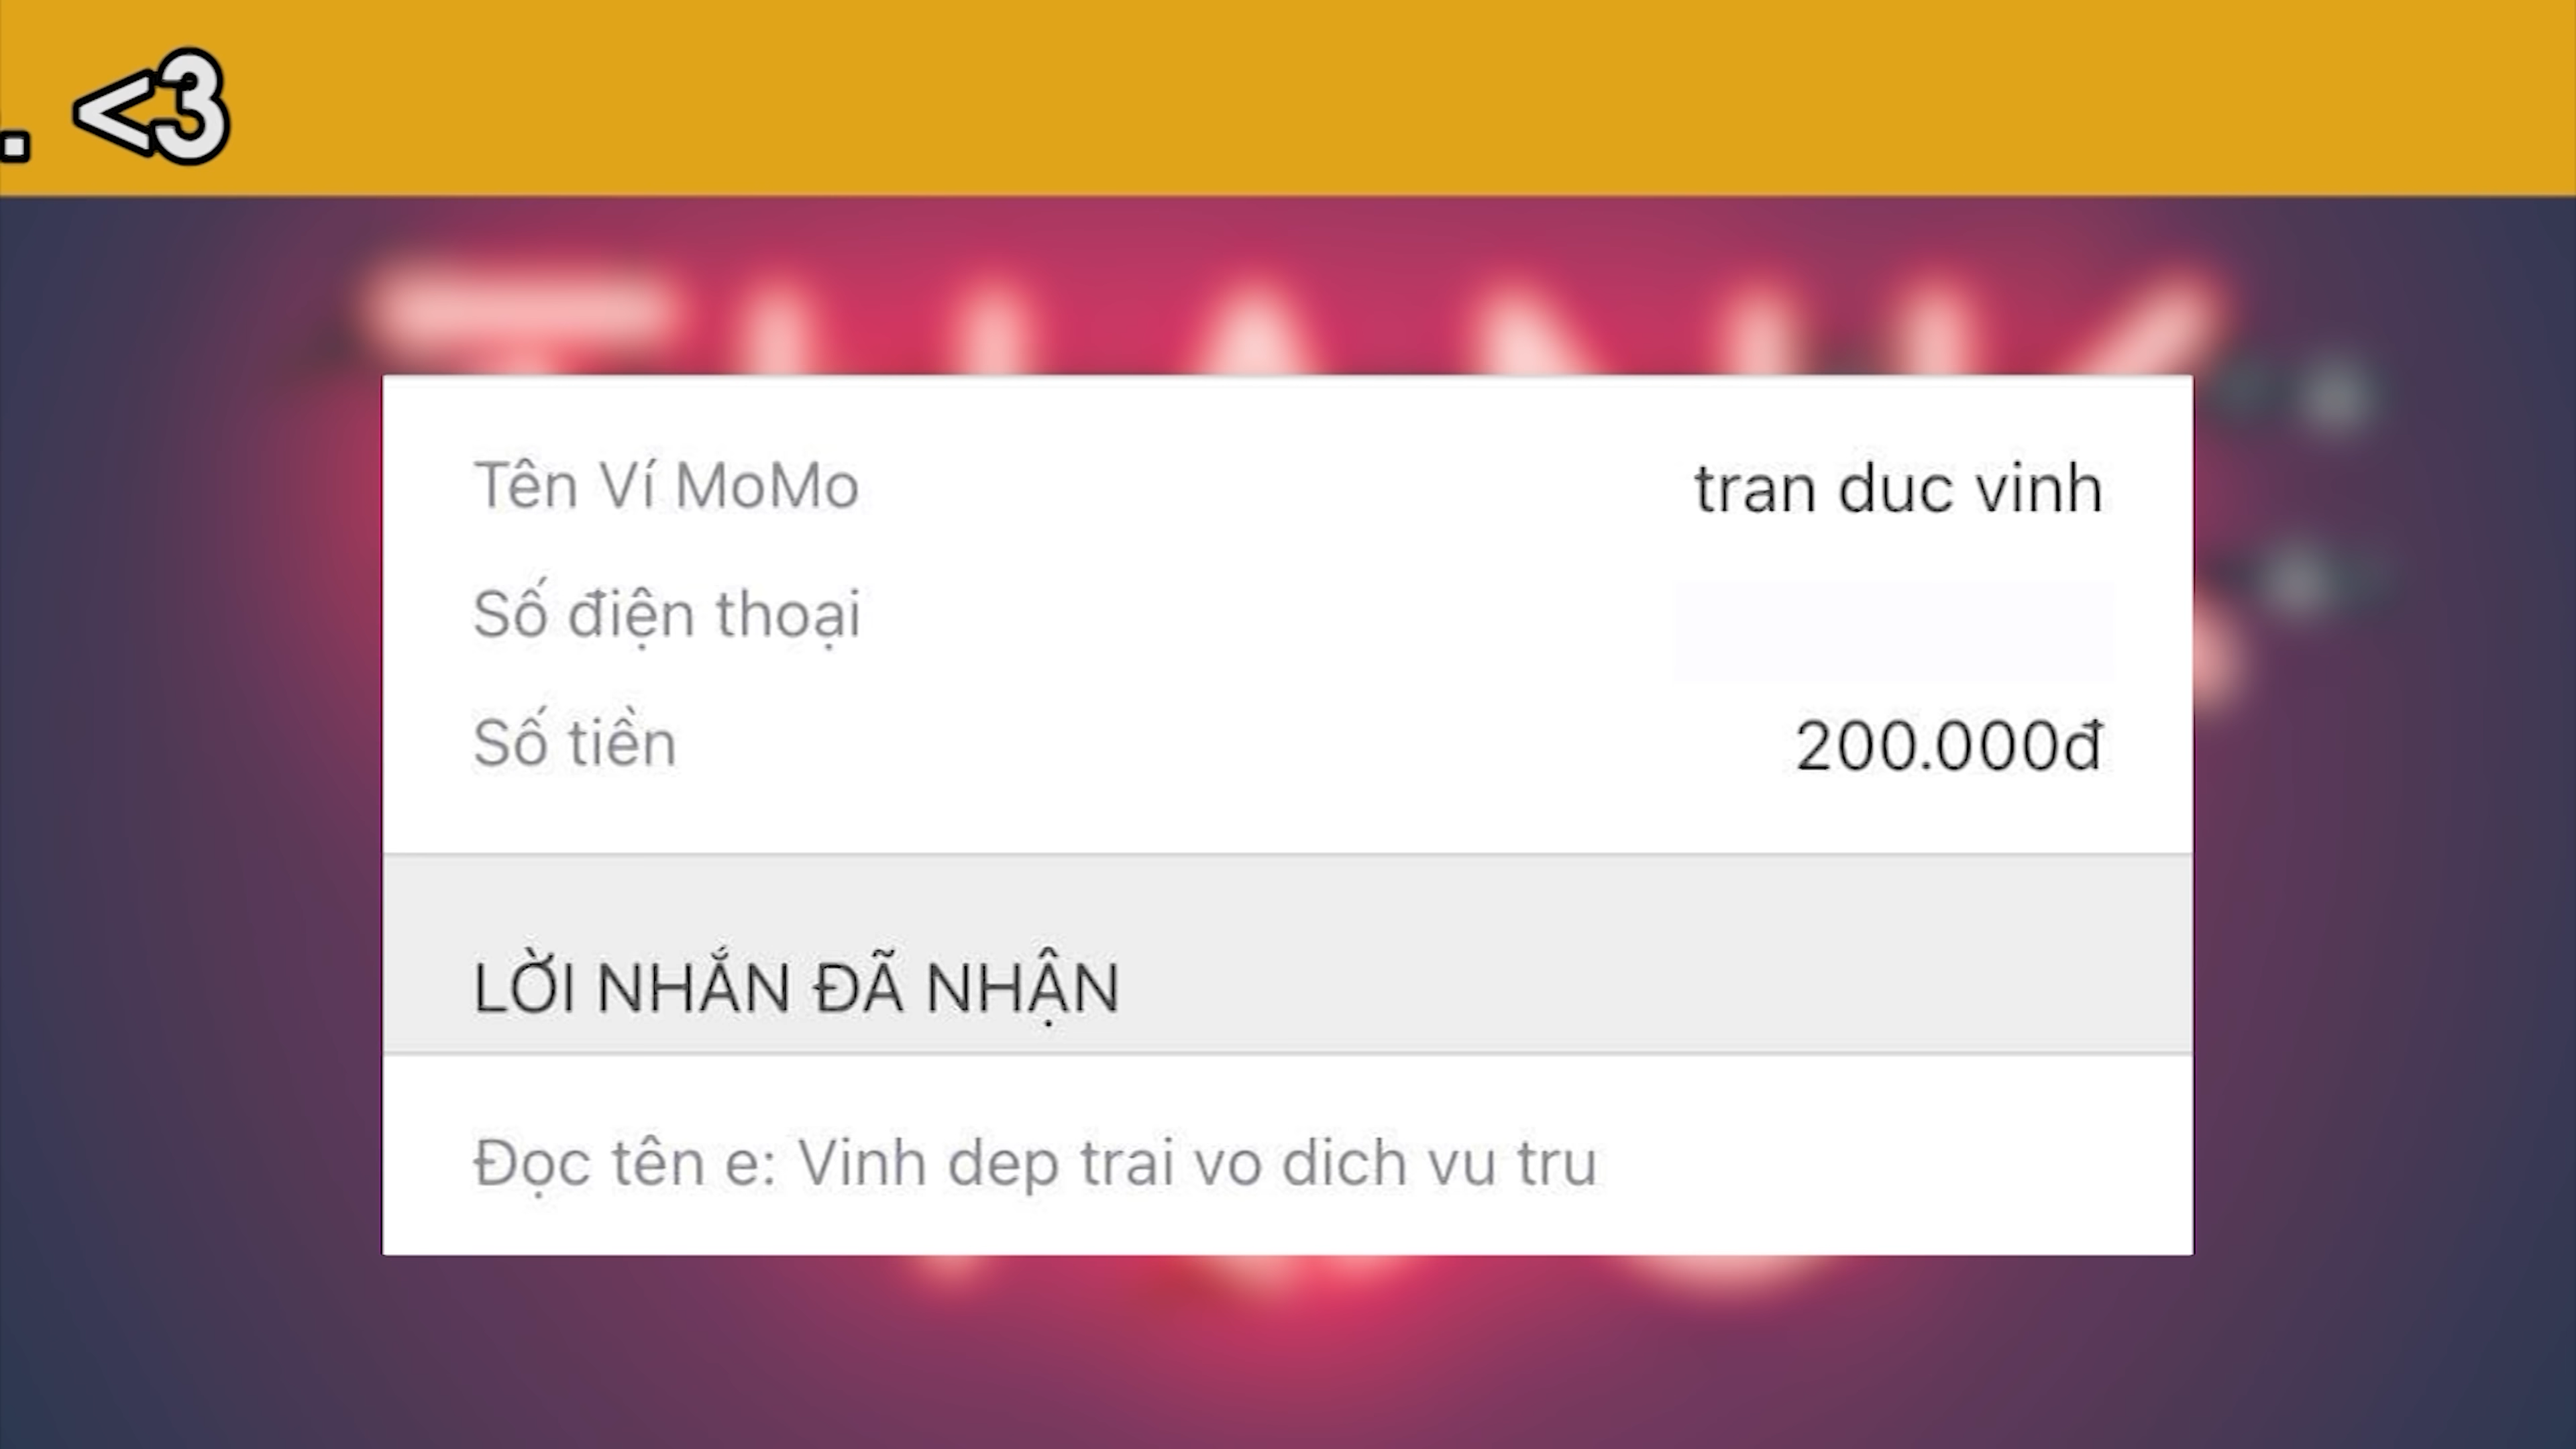 . <3
THANK
Tên Ví MoMo
tran duc vinh
Số điện thoại
Số tiền
200.000đ
LỜI NHẮN ĐÃ NHẬN
Đọc tên e: Vinh dep trai vo dich vu tru